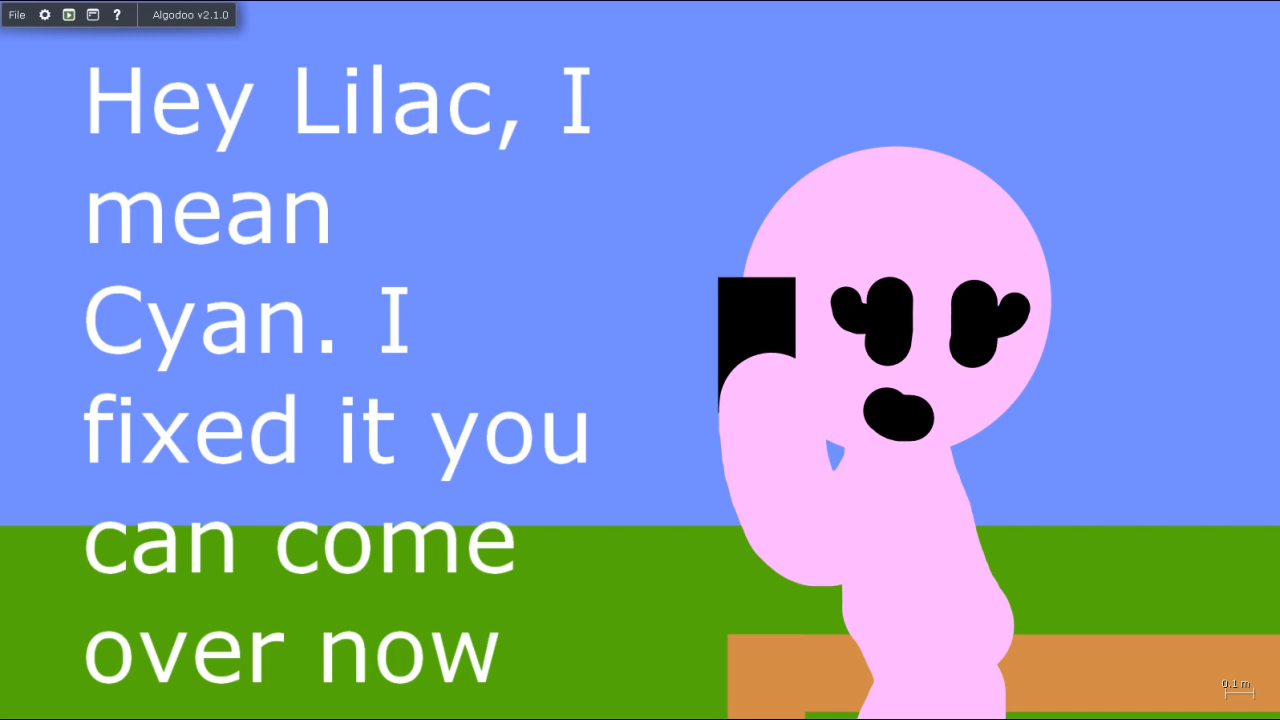 File ? Algodoo v2.1.0
Hey Lilac, I
mean
Cyan. I
fixed it you
can come
over now
0.1 m